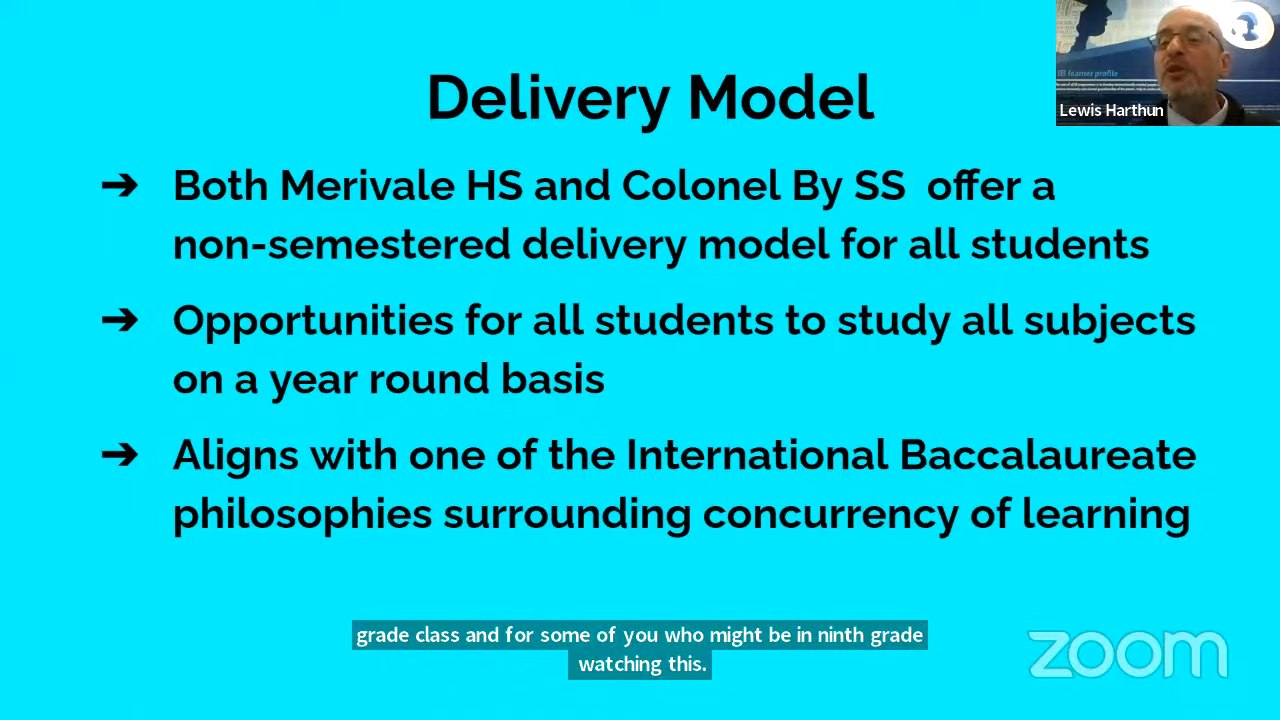 Delivery Model
IB learner profile
Lewis Harthun
➔ Both Merivale HS and Colonel By SS offer a
non-semestered delivery model for all students
➔ Opportunities for all students to study all subjects
on a year round basis
➔ Aligns with one of the International Baccalaureate
philosophies surrounding concurrency of learning
grade class and for some of you who might be in ninth grade
watching this.
zoom